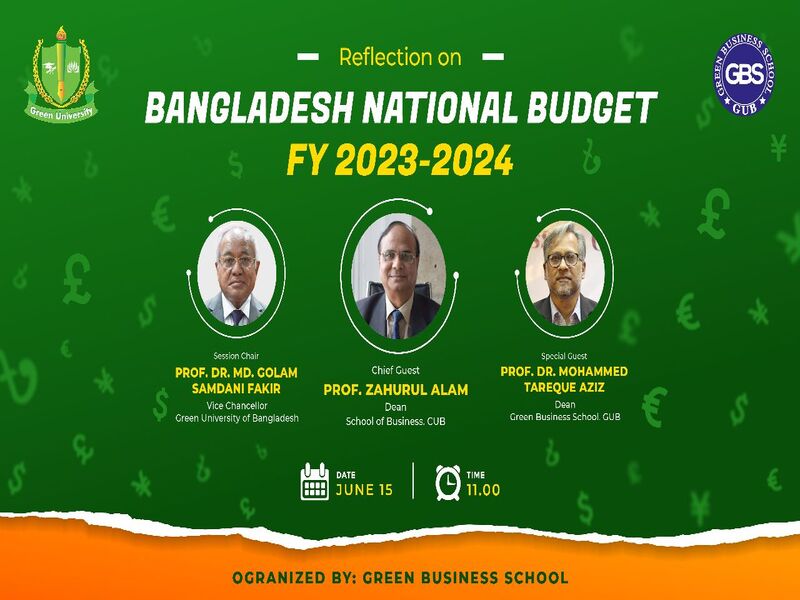 Green University
GREEN BUSINESS SCHOOL
GBS
GUB
Reflection on
BANGLADESH NATIONAL BUDGET
FY 2023-2024
Session Chair
PROF. DR. MD. GOLAM
SAMDANI FAKIR
Vice Chancellor
Green University of Bangladesh
Chief Guest
PROF. ZAHURUL ALAM
Dean
School of Business, CUB
Special Guest
PROF. DR. MOHAMMED
TAREQUE AZIZ
Dean
Green Business School, GUB
DATE
JUNE 15
TIME
11.00
OGRANIZED BY: GREEN BUSINESS SCHOOL